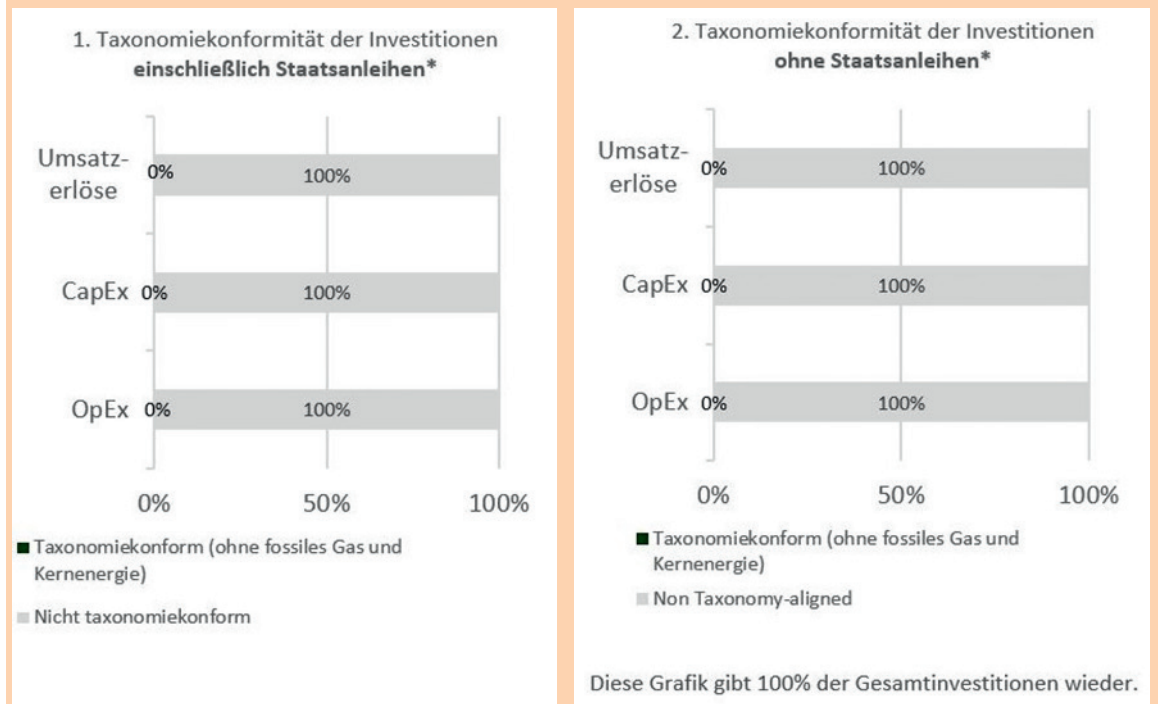 1. Taxonomiekonformität der Investitionen
einschließlich Staatsanleihen*
Umsatz-
erlöse
0%
100%
CapEx
0%
100%
OpEx
0%
100%
0%
50%
100%
Taxonomiekonform (ohne fossiles Gas und
Kernenergie)
Nicht taxonomiekonform
2. Taxonomiekonformität der Investitionen
ohne Staatsanleihen*
Umsatz-
erlöse
0%
100%
CapEx
0%
100%
OpEx
0%
100%
0%
50%
100%
Taxonomiekonform (ohne fossiles Gas und
Kernenergie)
Non Taxonomy-aligned
Diese Grafik gibt 100% der Gesamtinvestitionen wieder.